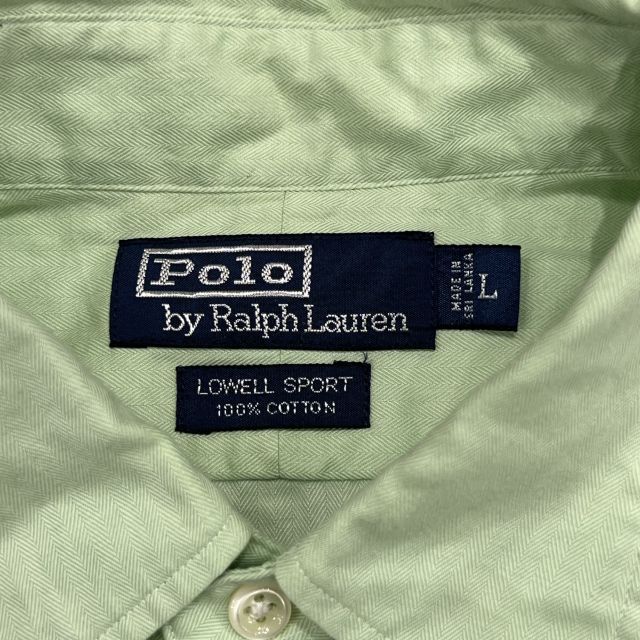 Polo
by Ralph Lauren
MADE IN
SRI LANKA
L
LOWELL SPORT
100% COTTON